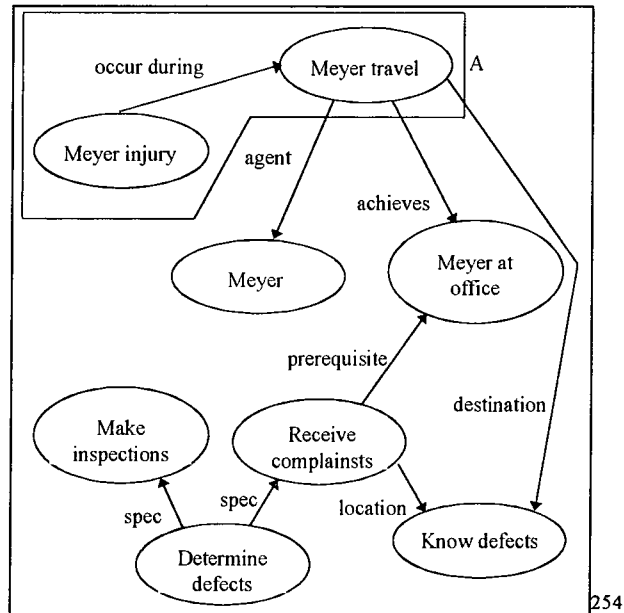 occur during
Meyer travel
A
Meyer injury
agent
achieves
Meyer
Meyer at
office
prerequisite
destination
Make
inspections
Receive
complainsts
spec
spec
location
Determine
defects
Know defects
254